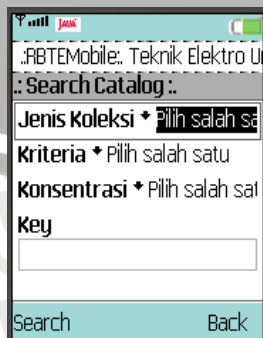 JAVA
.:RBTEMobile:. Teknik Elektro U
.: Search Catalog :.
Jenis Koleksi Pilih salah sa
Kriteria Pilih salah satu
Konsentrasi Pilih salah sat
Key
Search Back